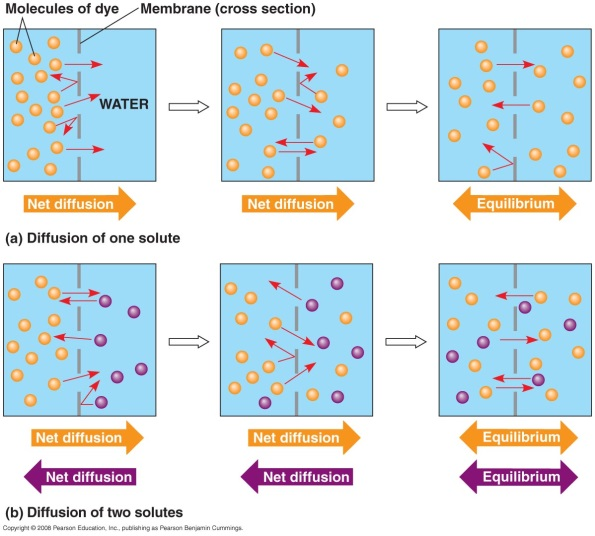 Molecules of dye
Membrane (cross section)
WATER
Net diffusion
Net diffusion
Equilibrium
(a) Diffusion of one solute
Net diffusion
Net diffusion
Equilibrium
Net diffusion
Net diffusion
Equilibrium
(b) Diffusion of two solutes
Copyright © 2008 Pearson Education, Inc., publishing as Pearson Benjamin Cummings.